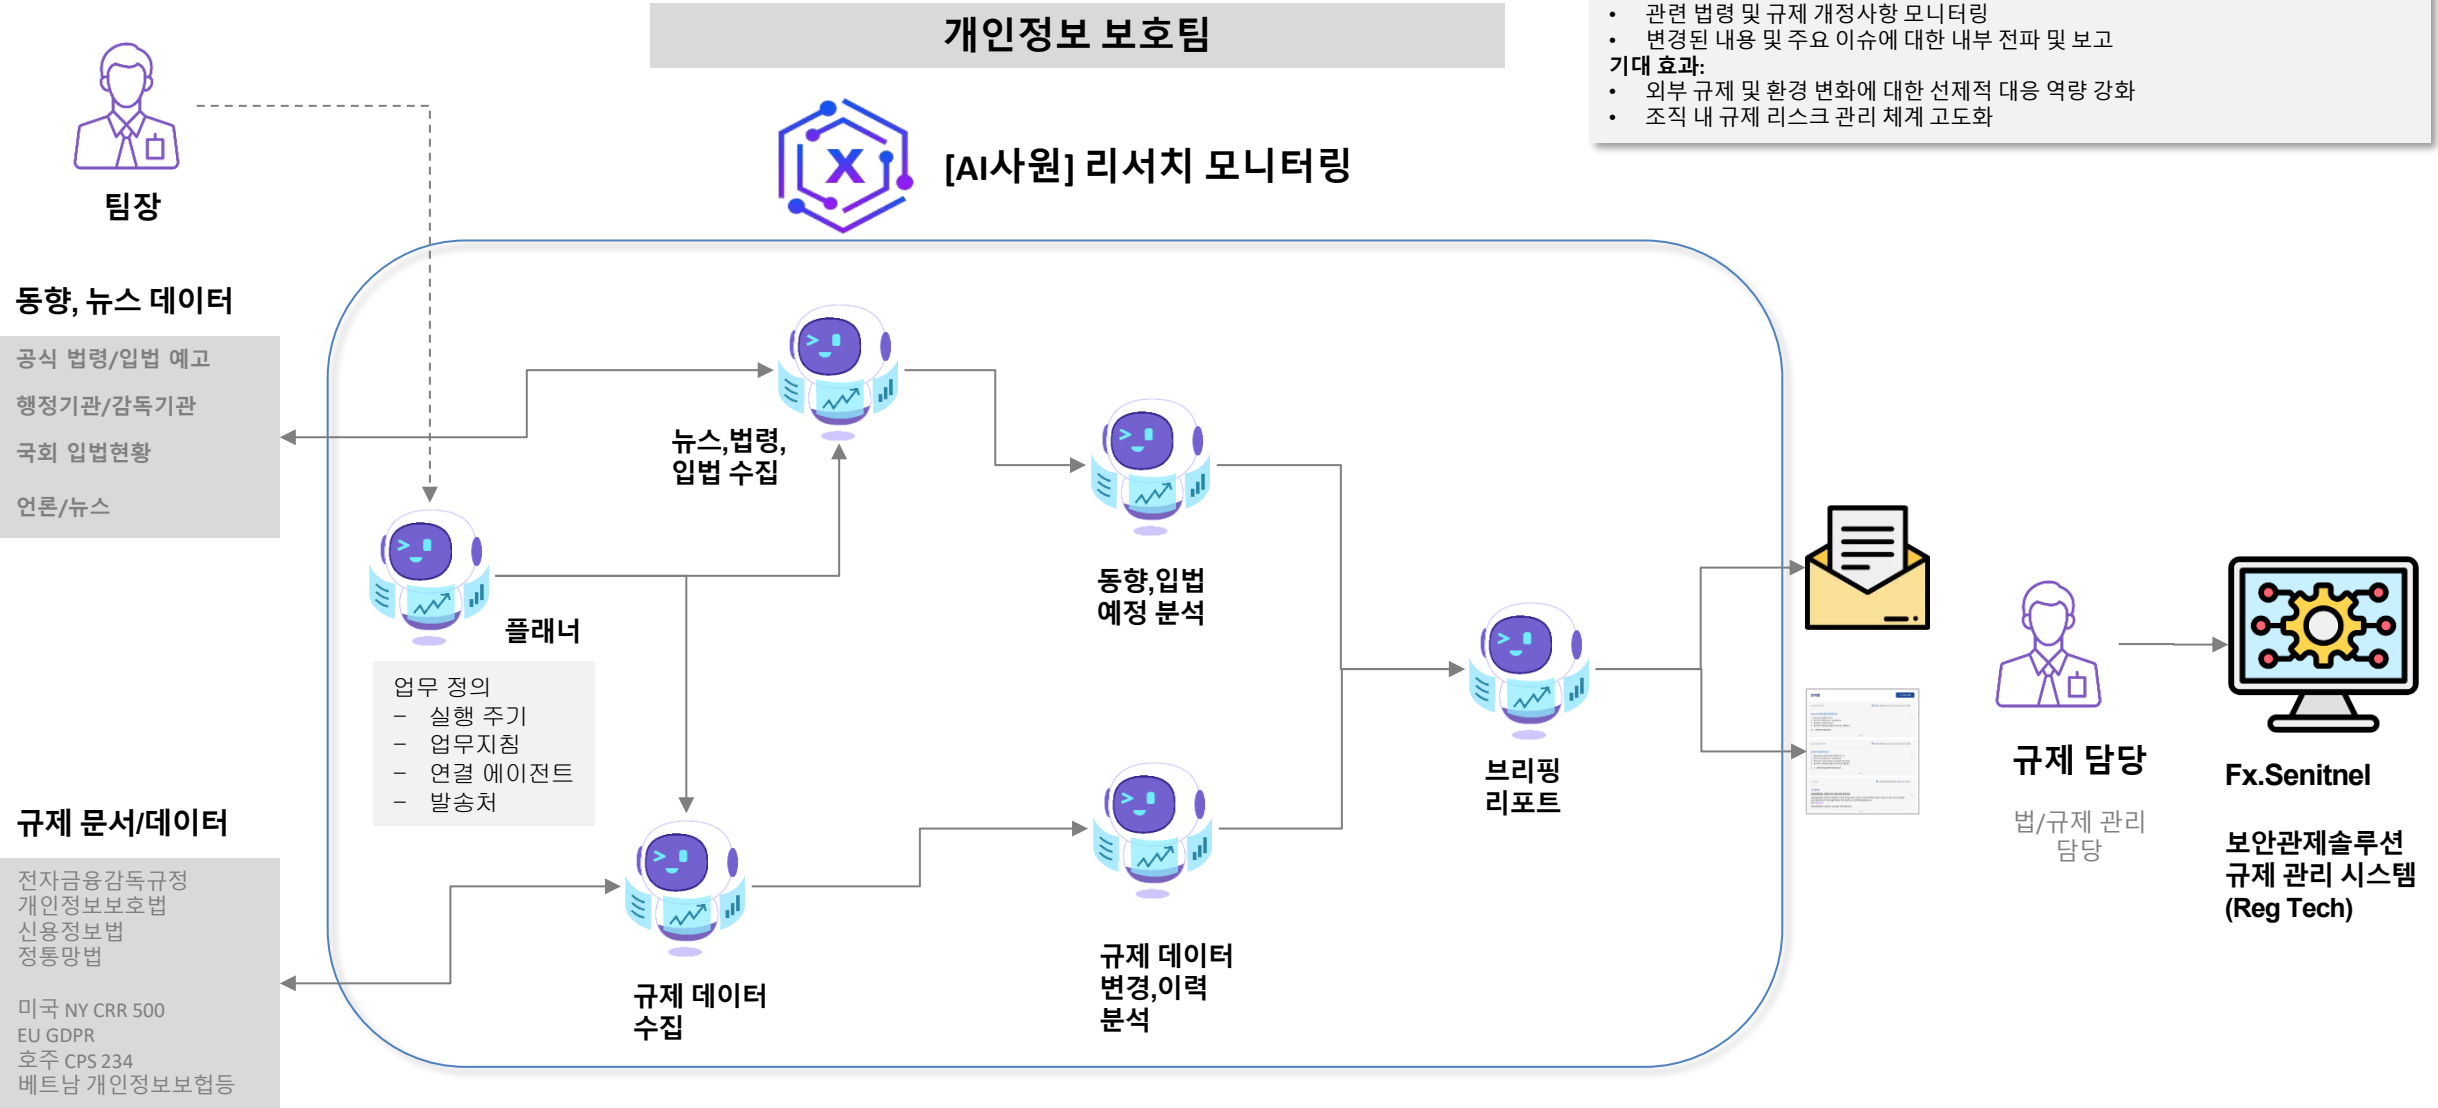 개인정보 보호팀
• 관련 법령 및 규제 개정사항 모니터링
• 변경된 내용 및 주요 이슈에 대한 내부 전파 및 보고
기대 효과:
• 외부 규제 및 환경 변화에 대한 선제적 대응 역량 강화
• 조직 내 규제 리스크 관리 체계 고도화
X
[AI사원] 리서치 모니터링
팀장
동향, 뉴스 데이터
공식 법령/입법 예고
행정기관/감독기관
국회 입법현황
언론/뉴스
뉴스,법령,
입법 수집
플래너
업무 정의
– 실행 주기
– 업무지침
– 연결 에이전트
– 발송처
동향,입법
예정 분석
브리핑
리포트
규제 문서/데이터
전자금융감독규정
개인정보보호법
신용정보법
정통망법
미국 NY CRR 500
EU GDPR
호주 CPS 234
베트남 개인정보보험등
규제 데이터
수집
규제 데이터
변경,이력
분석
규제 담당
법/규제 관리
담당
Fx.Senitnel
보안관제솔루션
규제 관리 시스템
(Reg Tech)